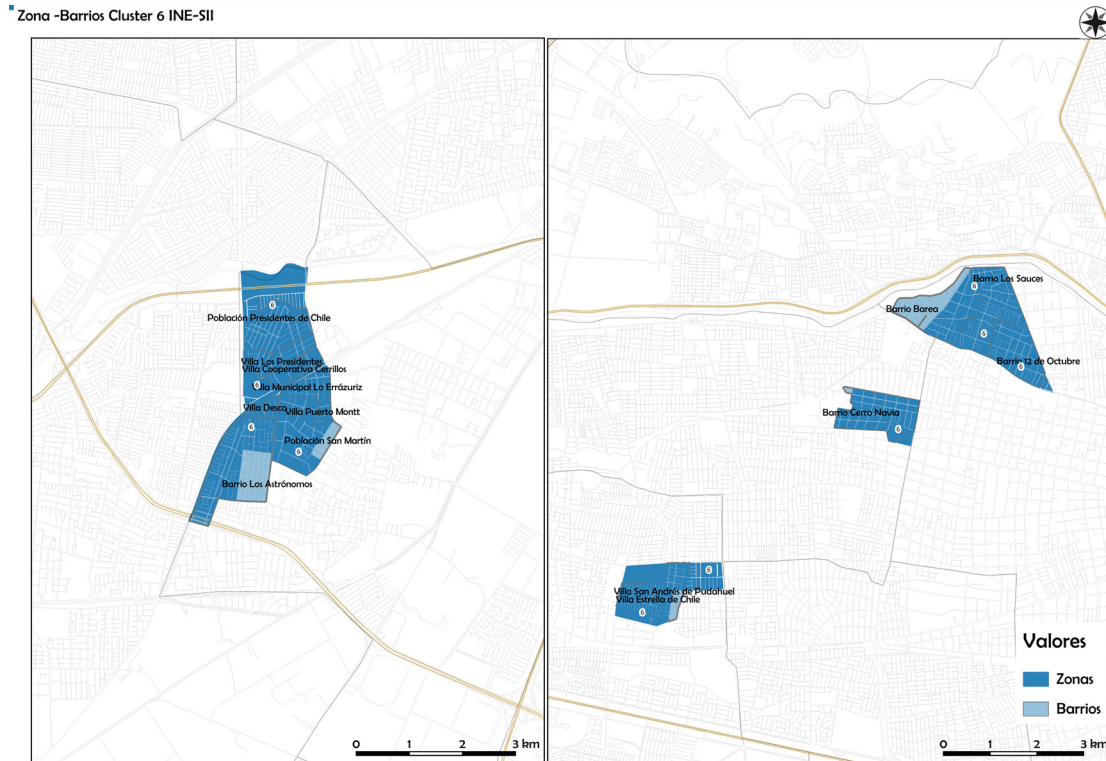 Zona -Barrios Cluster 6 INE-SII
6
Población Presidentes de Chile
Villa Los Presidentes
Villa Cooperativa Cerrillos
6
Villa Municipal Lo Errázuriz
Villa Desco
Villa Puerto Montt
6
Población San Martín
6
Barrio Los Astrónomos
0 1 2 3 km
Barrio Los Sauces
6
Barrio Barea
6
Barrio 12 de Octubre
6
Barrio Cerro Navia
6
6
Villa San Andrés de Pudahuel
Villa Estrella de Chile
6
Valores
Zonas
Barrios
0 1 2 3 km